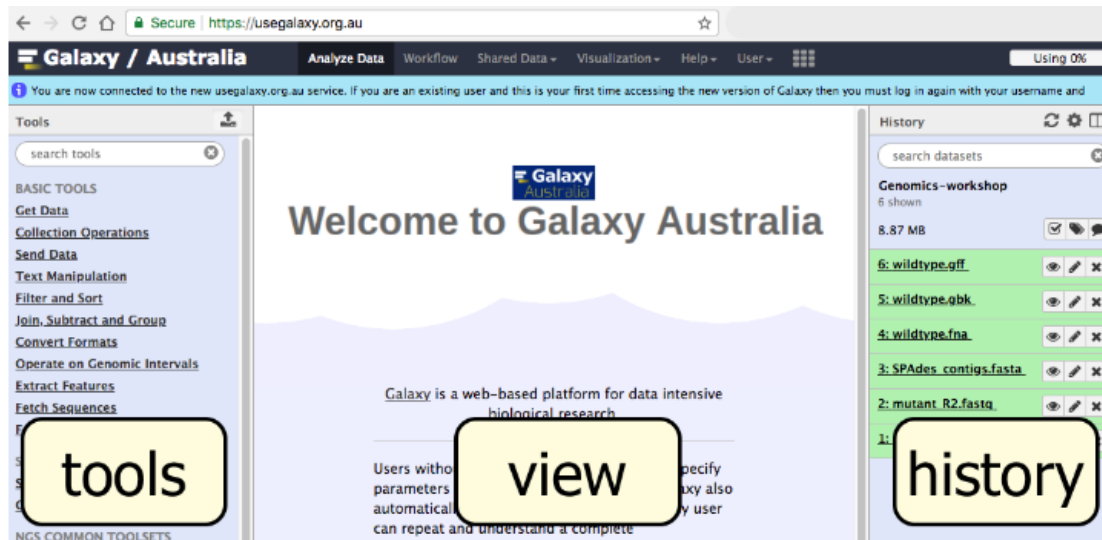 Secure https://usegalaxy.org.au
Galaxy / Australia Analyze Data Workflow Shared Data Visualization Help User Using 0%
You are now connected to the new usegalaxy.org.au service. If you are an existing user and this is your first time accessing the new version of Galaxy then you must log in again with your username and
Tools
search tools
BASIC TOOLS
Get Data
Collection Operations
Send Data
Text Manipulation
Filter and Sort
Join, Subtract and Group
Convert Formats
Operate on Genomic Intervals
Extract Features
Fetch Sequences
NGS COMMON TOOLSETS
tools
Galaxy
Australia
Welcome to Galaxy Australia
Galaxy is a web-based platform for data intensive
biological research
Users
specify
parameters
also
user
can repeat and understand a complete
view
History
search datasets
Genomics-workshop
6 shown
8.87 MB
6: wildtype.gff
5: wildtype.gbk
4: wildtype.fna
3: SPAdes_contigs.fasta
2: mutant_R2.fastq
1:
history